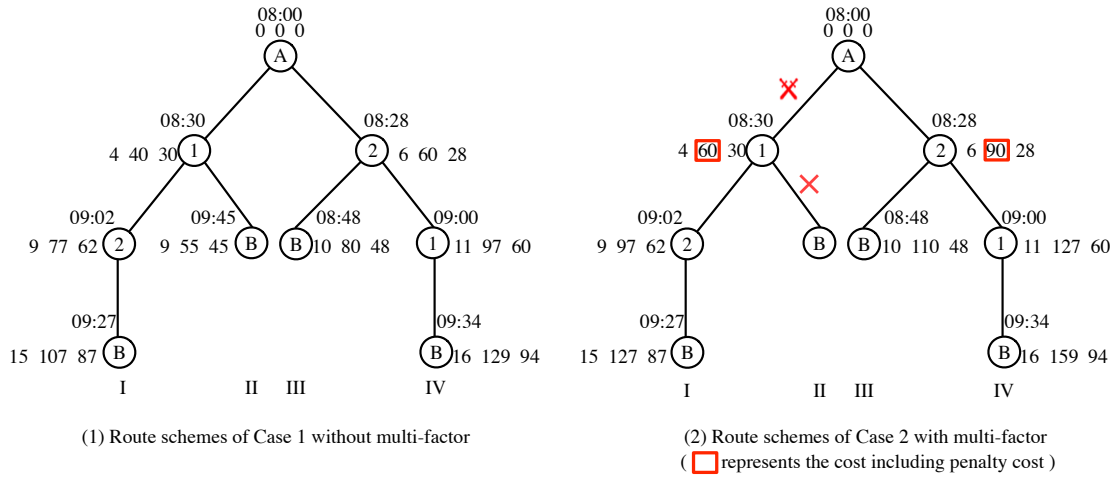 08:00
0 0 0
A
08:30
4 40 30
1
08:28
2
6 60 28
09:02
9 77 62
2
09:45
9 55 45
B
08:48
B
10 80 48
09:00
1
11 97 60
09:27
15 107 87
B
09:34
B
16 129 94
I
II
III
IV
(1) Route schemes of Case 1 without multi-factor
08:00
0 0 0
A
08:30
4 60 30
1
08:28
2
6 90 28
09:02
9 97 62
2
B
08:48
B
10 110 48
09:00
1
11 127 60
09:27
15 127 87
B
09:34
B
16 159 94
I
II
III
IV
(2) Route schemes of Case 2 with multi-factor
( represents the cost including penalty cost )